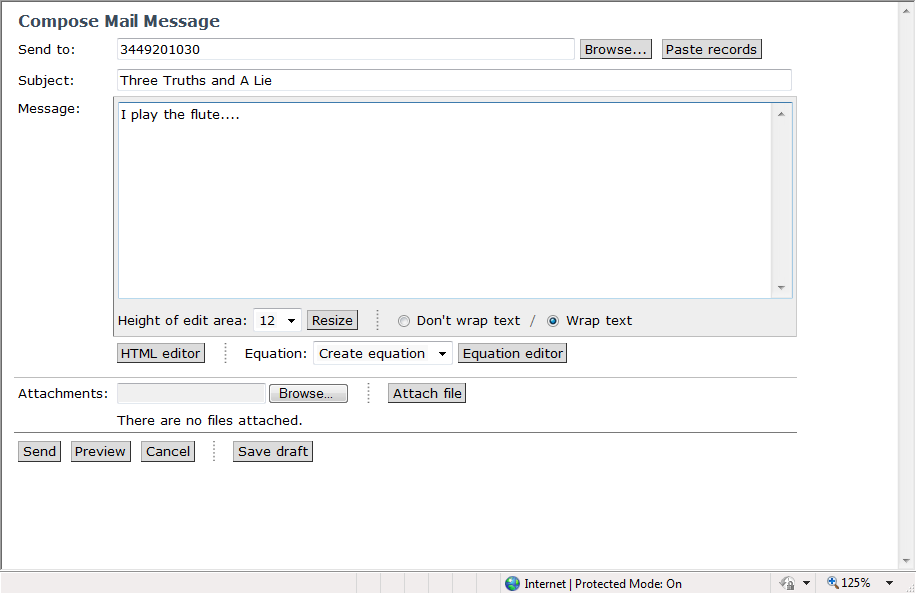 Compose Mail Message
Send to: 3449201030 Browse... Paste records
Subject: Three Truths and A Lie
Message: I play the flute....
Height of edit area: 12 Resize Don't wrap text / Wrap text
HTML editor Equation: Create equation Equation editor
Attachments: Browse... Attach file
There are no files attached.
Send Preview Cancel Save draft
Internet | Protected Mode: On 125%